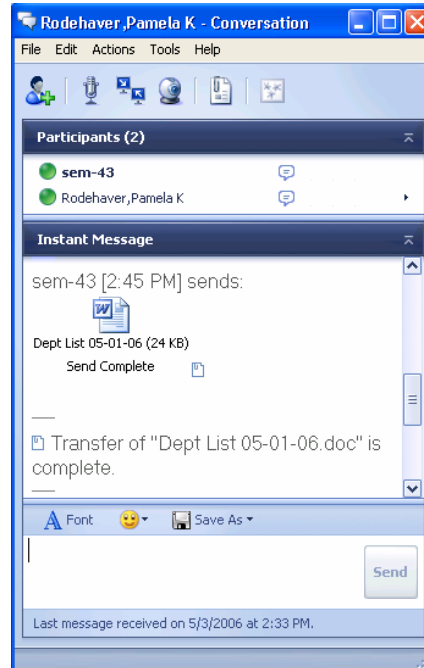 Rodehaver ,Pamela K - Conversation
File Edit Actions Tools Help
Participants (2)
sem-43
Rodehaver,Pamela K
Instant Message
sem-43 [2:45 PM] sends:
Dept List 05-01-06 (24 KB)
Send Complete
Transfer of "Dept List 05-01-06.doc" is
complete.
Font Save As
Send
Last message received on 5/3/2006 at 2:33 PM.